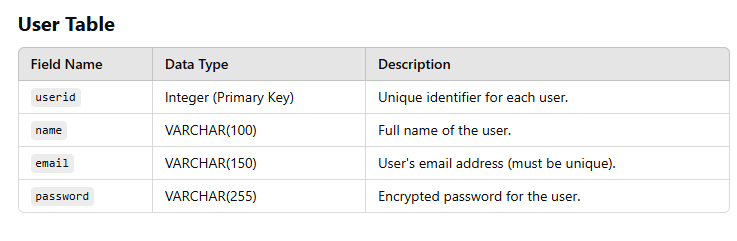 User Table
Field Name Data Type Description
userid Integer (Primary Key) Unique identifier for each user.
name VARCHAR(100) Full name of the user.
email VARCHAR(150) User's email address (must be unique).
password VARCHAR(255) Encrypted password for the user.